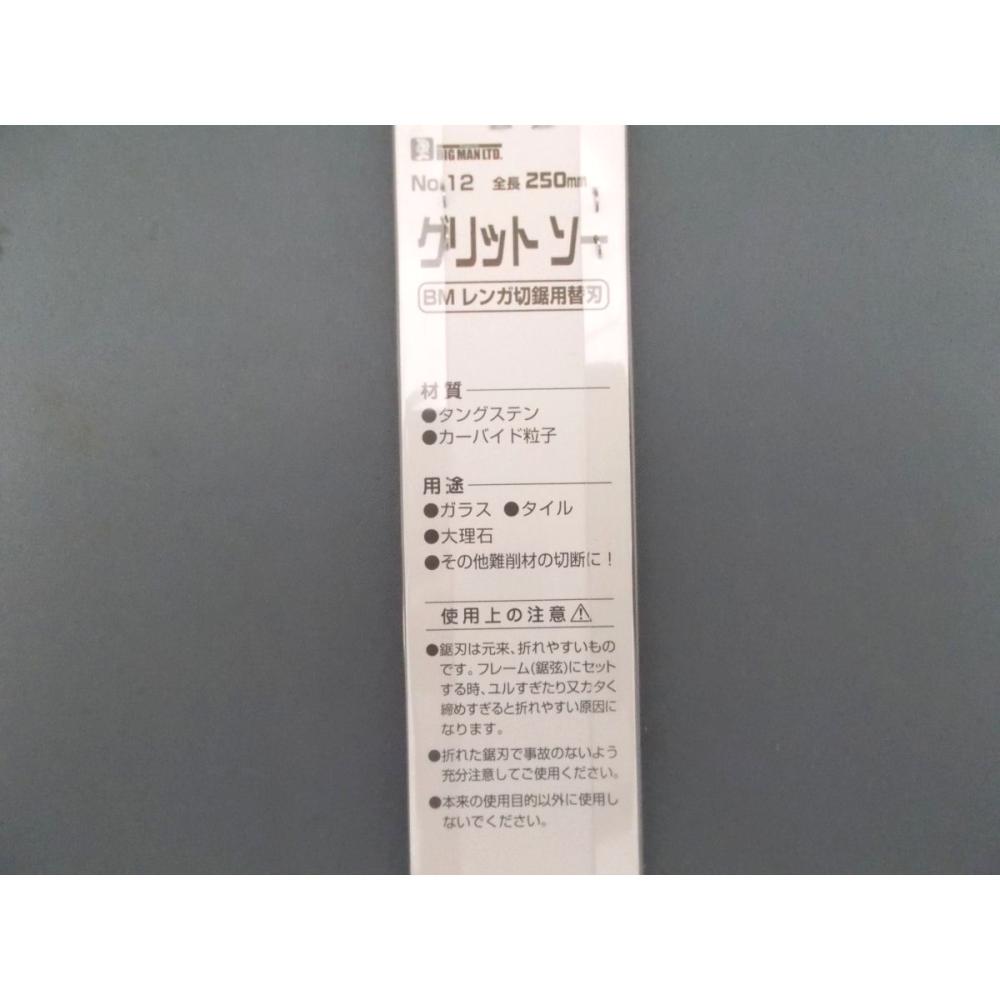 BIG MAN LTD.
No.12 全長 250mm
グリットソー
BM レンガ切鋸用替刃
材質
●タングステン
●カーバイド粒子
用途
●ガラス ●タイル
●大理石
●その他難削材の切断に！
使用上の注意⚠
●鋸刃は元来、折れやすいもの
です。フレーム(鋸弦)にセット
する時、ユルすぎたり又カタく
締めすぎると折れやすい原因に
なります。
●折れた鋸刃で事故のないよう
充分注意してご使用ください。
●本来の使用目的以外に使用し
ないでください。